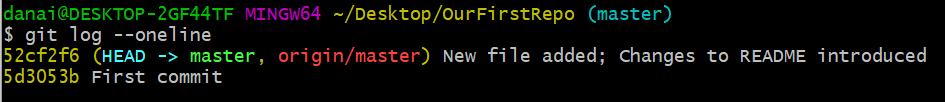 danai@DESKTOP-2GF44TF MINGW64 ~/Desktop/OurFirstRepo (master)
$ git log --oneline
52cf2f6 (HEAD -> master, origin/master) New file added; Changes to README introduced
5d3053b First commit